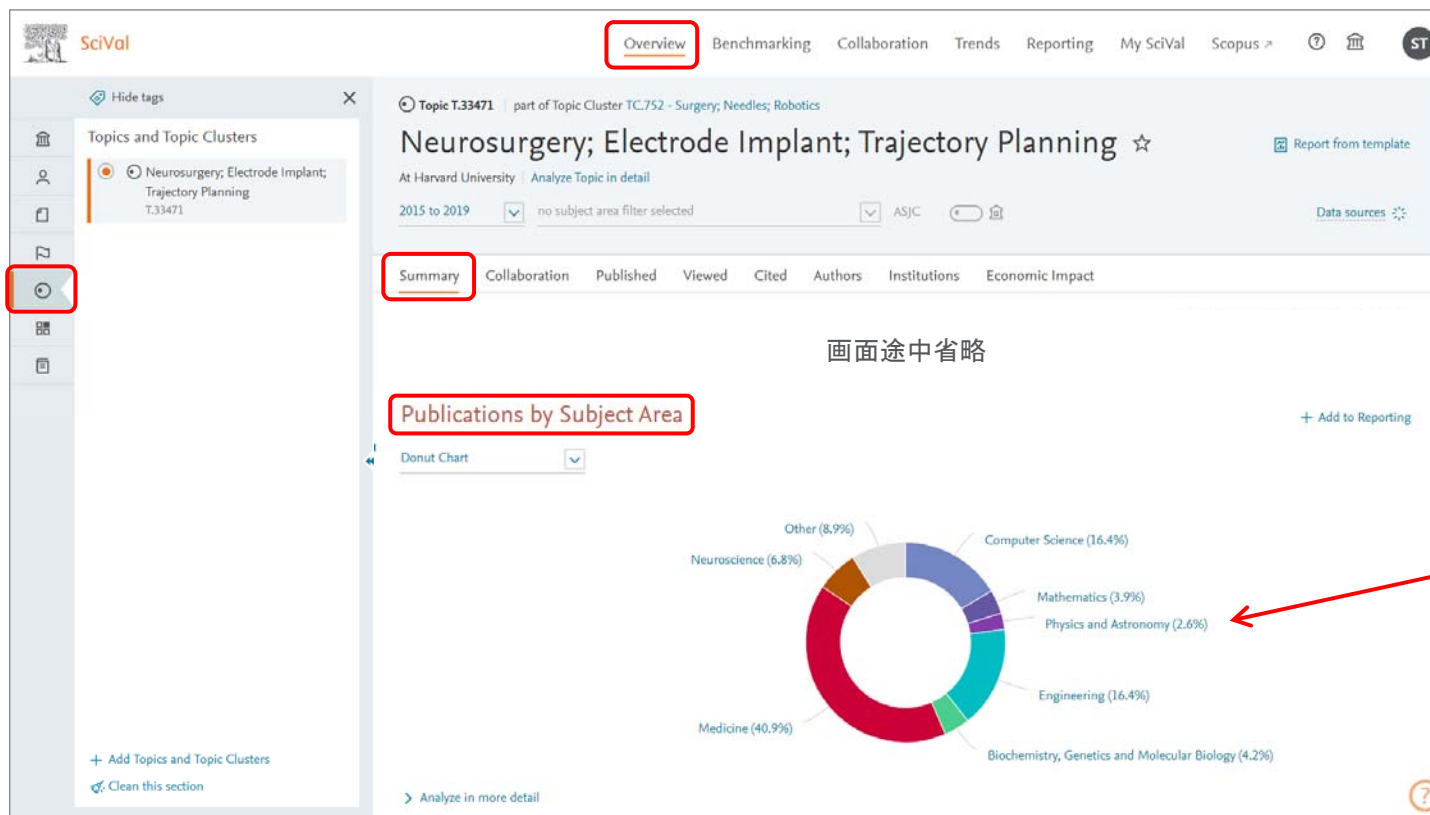 SciVal
Overview Benchmarking Collaboration Trends Reporting My SciVal Scopus ↗ ? ST
Hide tags X
Topics and Topic Clusters
Neurosurgery; Electrode Implant;
Trajectory Planning
T.33471
+ Add Topics and Topic Clusters
Clean this section
Topic T.33471 | part of Topic Cluster TC.752 - Surgery; Needles; Robotics
Neurosurgery; Electrode Implant; Trajectory Planning ☆
Report from template
At Harvard University | Analyze Topic in detail
2015 to 2019 no subject area filter selected ASJC
Data sources
Summary Collaboration Published Viewed Cited Authors Institutions Economic Impact
画面途中省略
Publications by Subject Area
+ Add to Reporting
Donut Chart
Other (8.9%)
Computer Science (16.4%)
Neuroscience (6.8%)
Mathematics (3.9%)
Physics and Astronomy (2.6%)
Engineering (16.4%)
Medicine (40.9%)
Biochemistry, Genetics and Molecular Biology (4.2%)
> Analyze in more detail
?